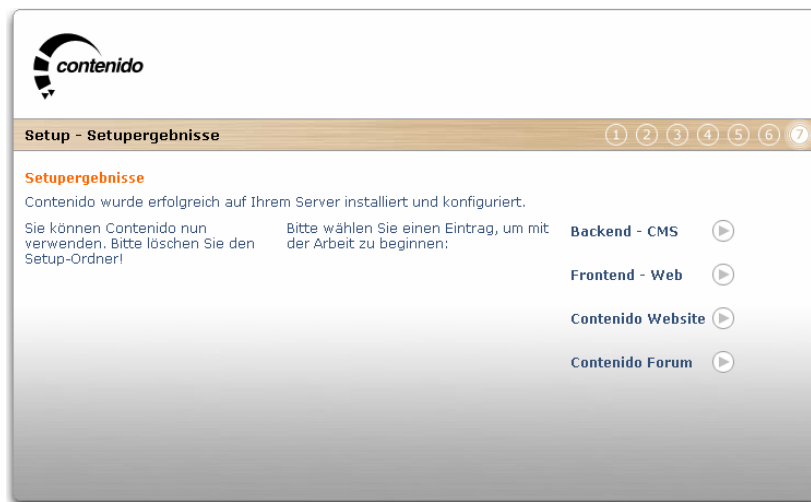 contenido
Setup - Setupergebnisse
1 2 3 4 5 6 7
Setupergebnisse
Contenido wurde erfolgreich auf Ihrem Server installiert und konfiguriert.
Sie können Contenido nun
verwenden. Bitte löschen Sie den
Setup-Ordner!
Bitte wählen Sie einen Eintrag, um mit
der Arbeit zu beginnen:
Backend - CMS
Frontend - Web
Contenido Website
Contenido Forum